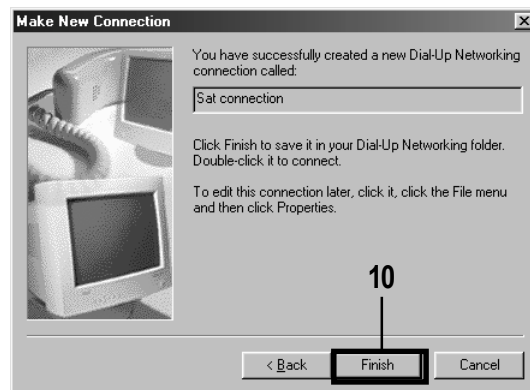 Make New Connection
You have successfully created a new Dial-Up Networking
connection called:
Sat connection
Click Finish to save it in your Dial-Up Networking folder.
Double-click it to connect.
To edit this connection later, click it, click the File menu
and then click Properties.
10
< Back Finish Cancel